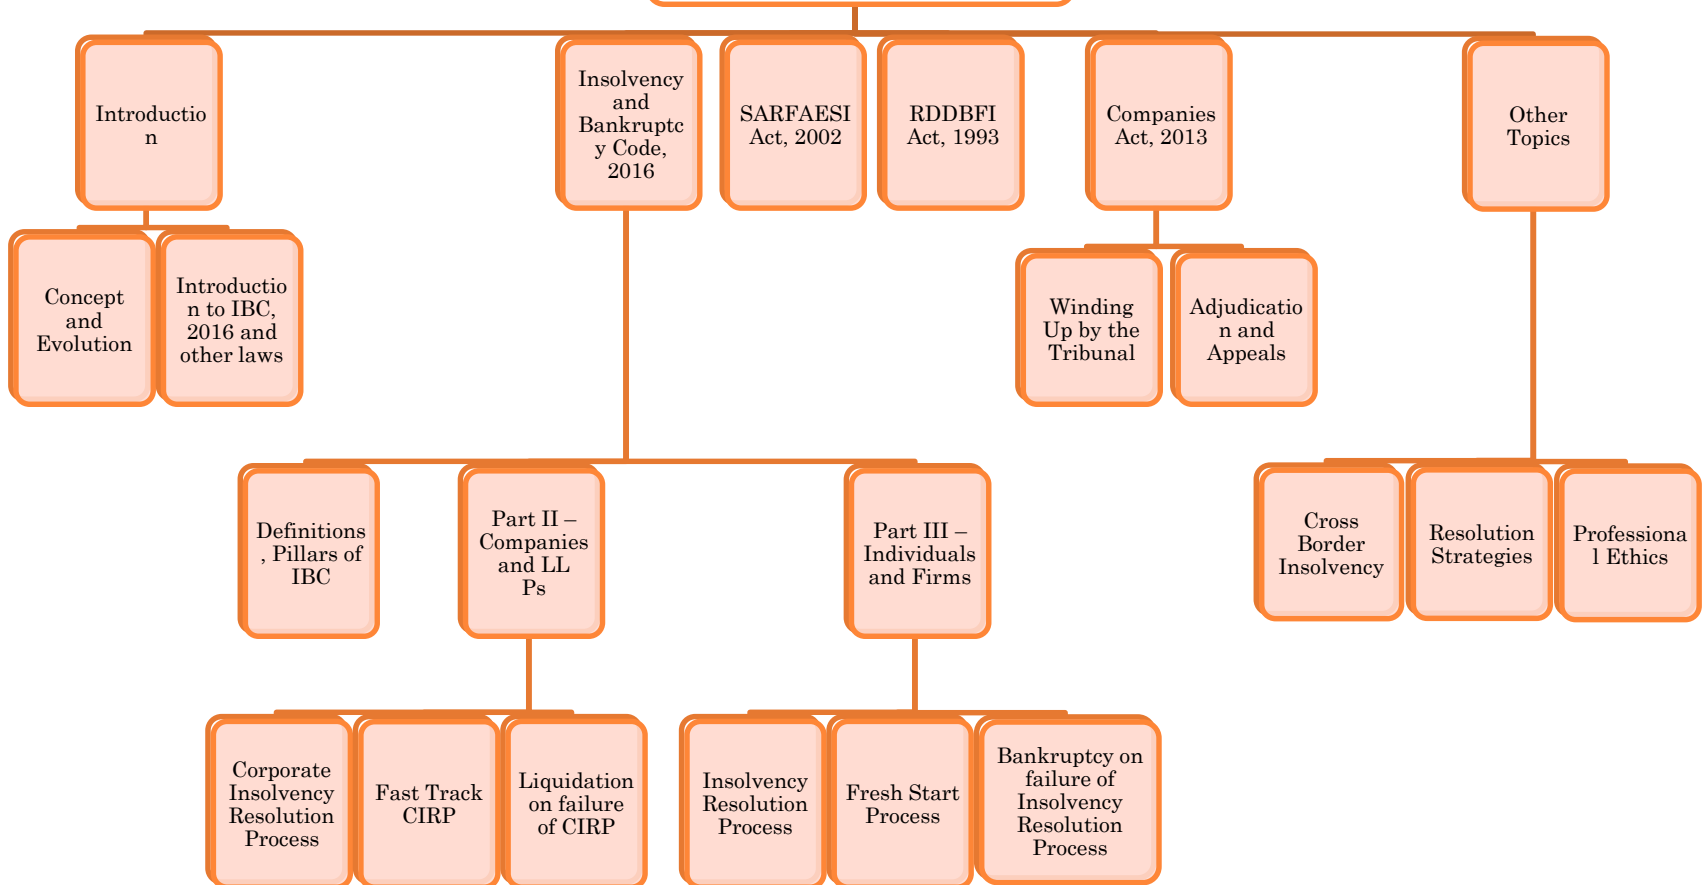 Introductio
n
Insolvency
and
Bankruptc
y Code,
2016
SARFAESI
Act, 2002
RDDBFI
Act, 1993
Companies
Act, 2013
Other
Topics
Concept
and
Evolution
Introductio
n to IBC,
2016 and
other laws
Winding
Up by the
Tribunal
Adjudicatio
n and
Appeals
Definitions
, Pillars of
IBC
Part II –
Companies
and LL
Ps
Part III –
Individuals
and Firms
Cross
Border
Insolvency
Resolution
Strategies
Professiona
l Ethics
Corporate
Insolvency
Resolution
Process
Fast Track
CIRP
Liquidation
on failure
of CIRP
Insolvency
Resolution
Process
Fresh Start
Process
Bankruptcy on
failure of
Insolvency
Resolution
Process